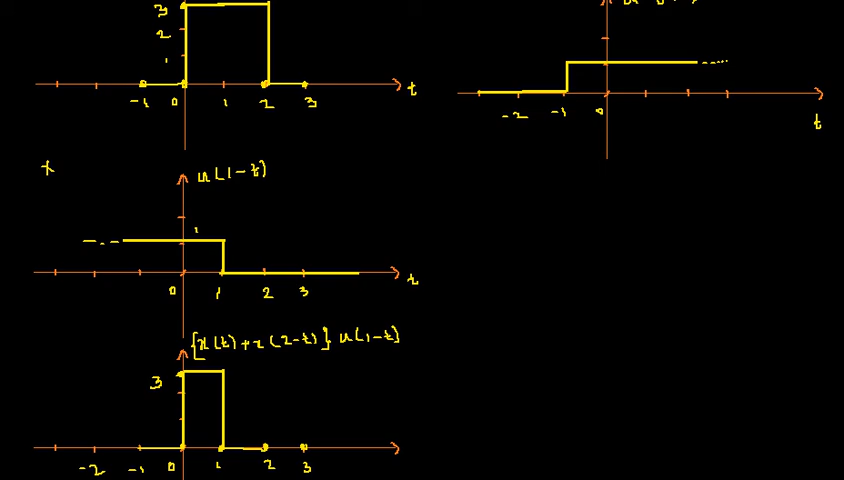 3
2
1
-1 0 1 2 3 t
-2 -1 0 t
x
u(1-t)
1
0 1 2 3 t
{x(t)+x(2-t)} u(1-t)
3
-2 -1 0 1 2 3